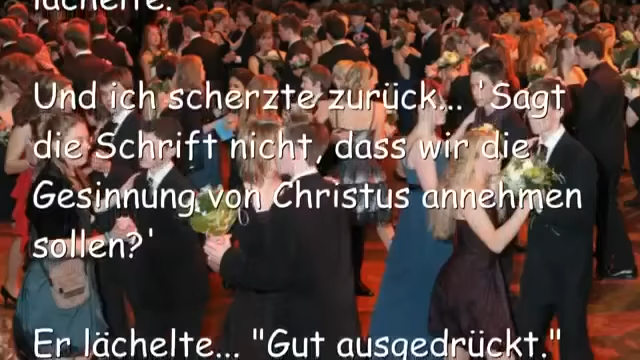 lächelte.
Und ich scherzte zurück... 'Sagt
die Schrift nicht, dass wir die
Gesinnung von Christus annehmen
sollen?'
Er lächelte... "Gut ausgedrückt."